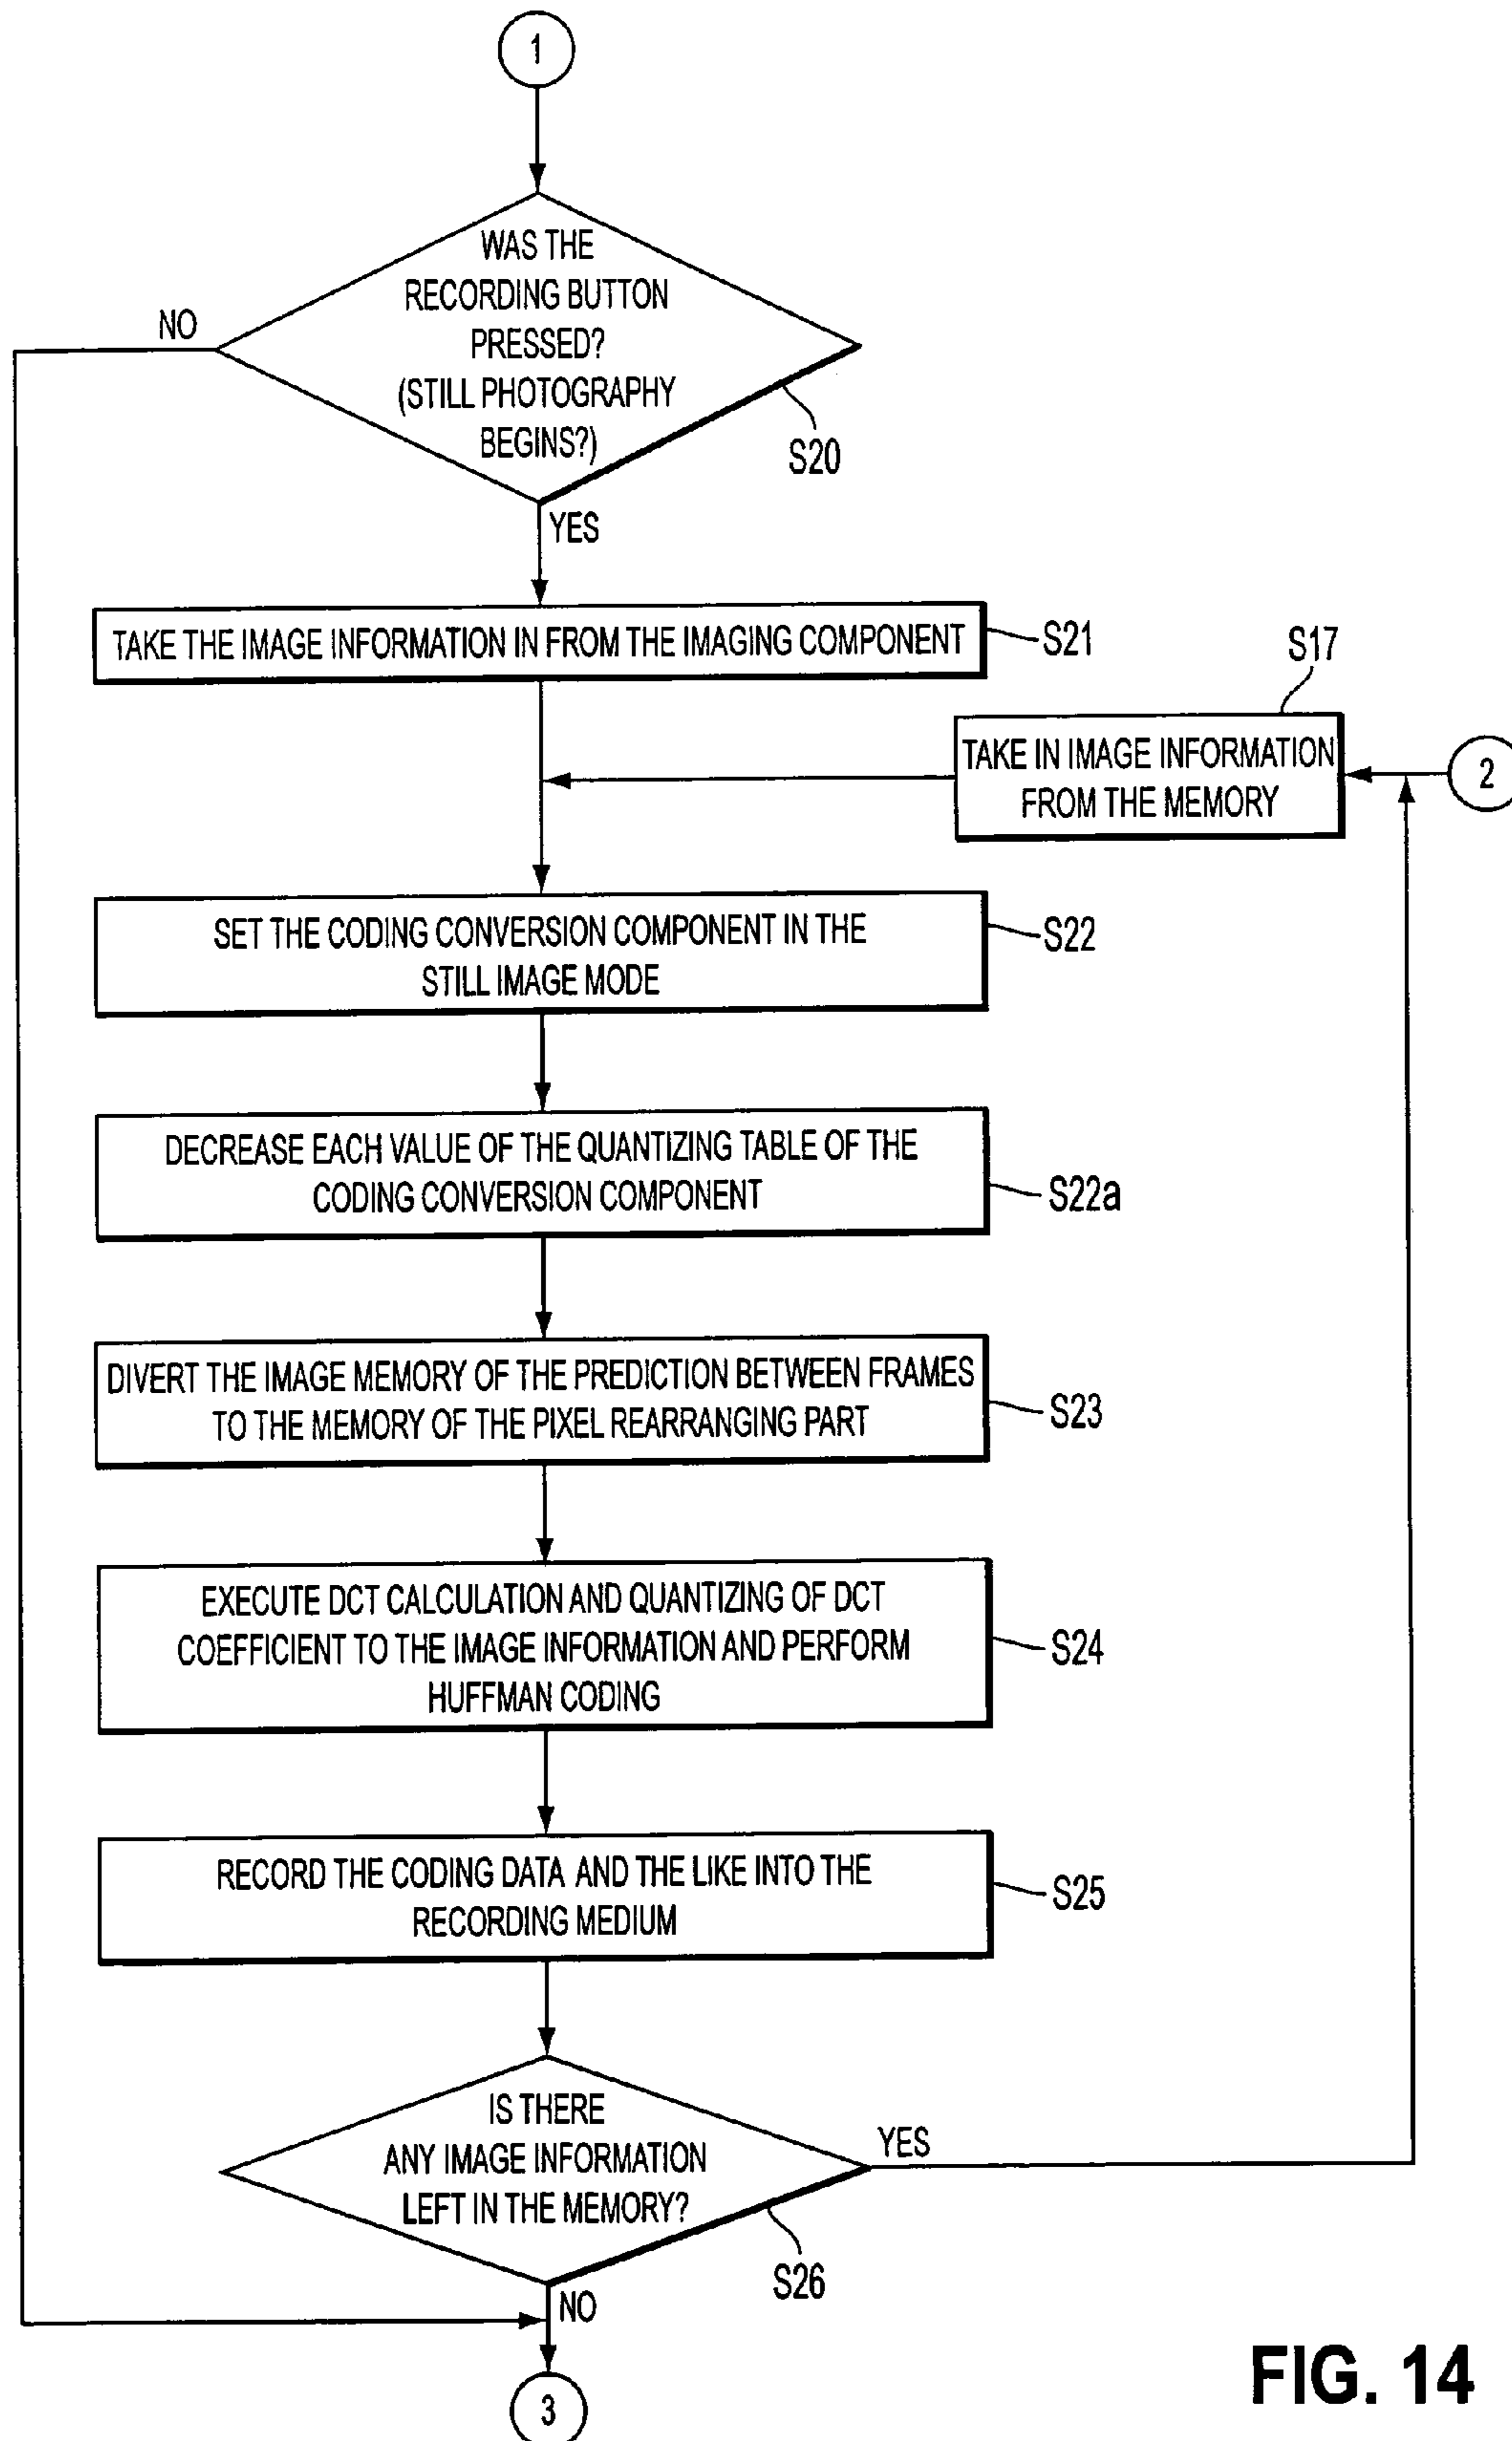 1
WAS THE
RECORDING BUTTON
PRESSED?
(STILL PHOTOGRAPHY
BEGINS?)
NO
S20
YES
TAKE THE IMAGE INFORMATION IN FROM THE IMAGING COMPONENT
S21
S17
TAKE IN IMAGE INFORMATION
FROM THE MEMORY
2
SET THE CODING CONVERSION COMPONENT IN THE
STILL IMAGE MODE
S22
DECREASE EACH VALUE OF THE QUANTIZING TABLE OF THE
CODING CONVERSION COMPONENT
S22a
DIVERT THE IMAGE MEMORY OF THE PREDICTION BETWEEN FRAMES
TO THE MEMORY OF THE PIXEL REARRANGING PART
S23
EXECUTE DCT CALCULATION AND QUANTIZING OF DCT
COEFFICIENT TO THE IMAGE INFORMATION AND PERFORM
HUFFMAN CODING
S24
RECORD THE CODING DATA AND THE LIKE INTO THE
RECORDING MEDIUM
S25
IS THERE
ANY IMAGE INFORMATION
LEFT IN THE MEMORY?
YES
S26
NO
3
FIG. 14